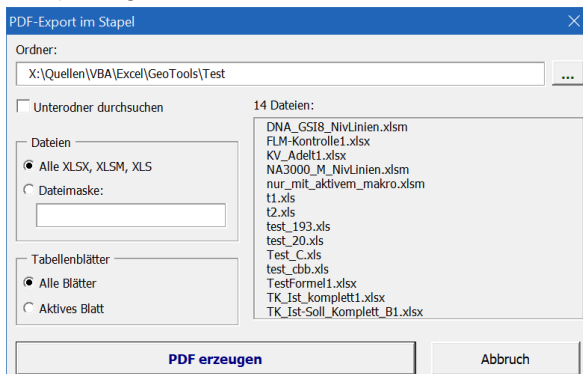 PDF-Export im Stapel
Ordner:
X:\Quellen\VBA\Excel\GeoTools\Test
...
Unterodner durchsuchen
14 Dateien:
Dateien
Alle XLSX, XLSM, XLS
Dateimaske:
Tabellenblätter
Alle Blätter
Aktives Blatt
DNA_GSI8_NivLinien.xlsm
FLM-Kontrolle1.xlsx
KV_Adelt1.xlsx
NA3000_M_NivLinien.xlsm
nur_mit_aktivem_makro.xlsm
t1.xls
t2.xls
test_193.xls
test_20.xls
Test_C.xls
test_cbb.xls
TestFormel1.xlsx
TK_Ist_komplett1.xlsx
TK_Ist-Soll_Komplett_B1.xlsx
PDF erzeugen
Abbruch